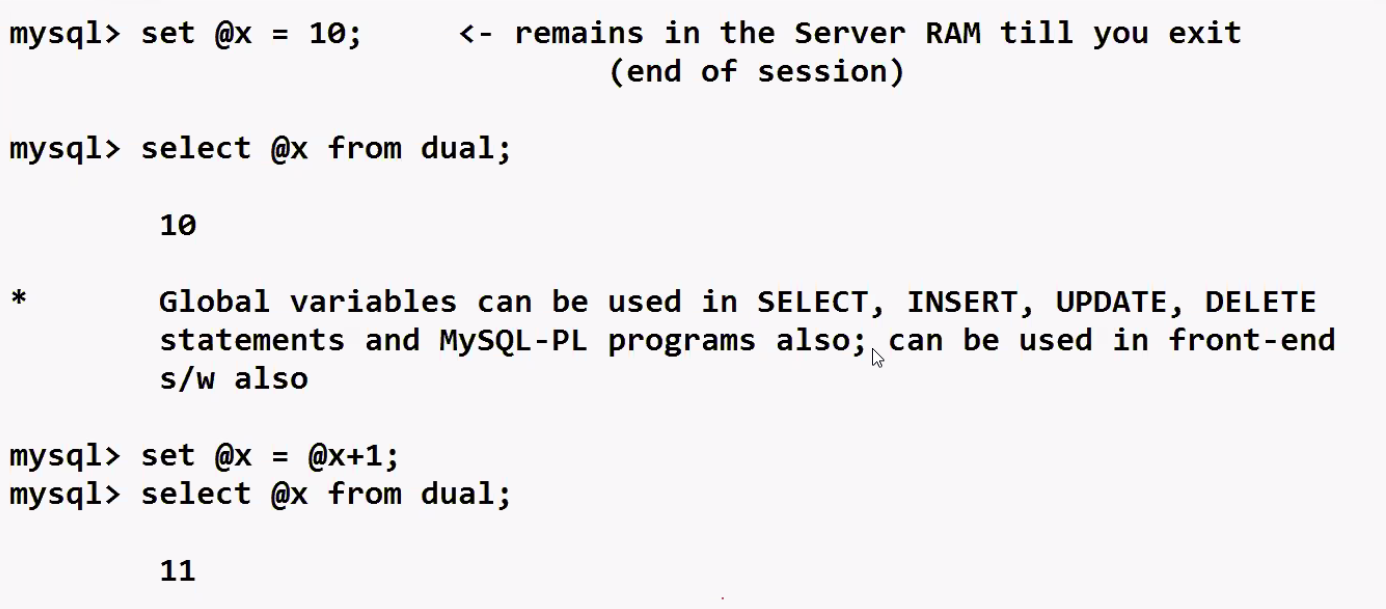 mysql> set @x = 10;     <- remains in the Server RAM till you exit
(end of session)
mysql> select @x from dual;
10
*       Global variables can be used in SELECT, INSERT, UPDATE, DELETE
statements and MySQL-PL programs also; can be used in front-end
s/w also
mysql> set @x = @x+1;
mysql> select @x from dual;
11